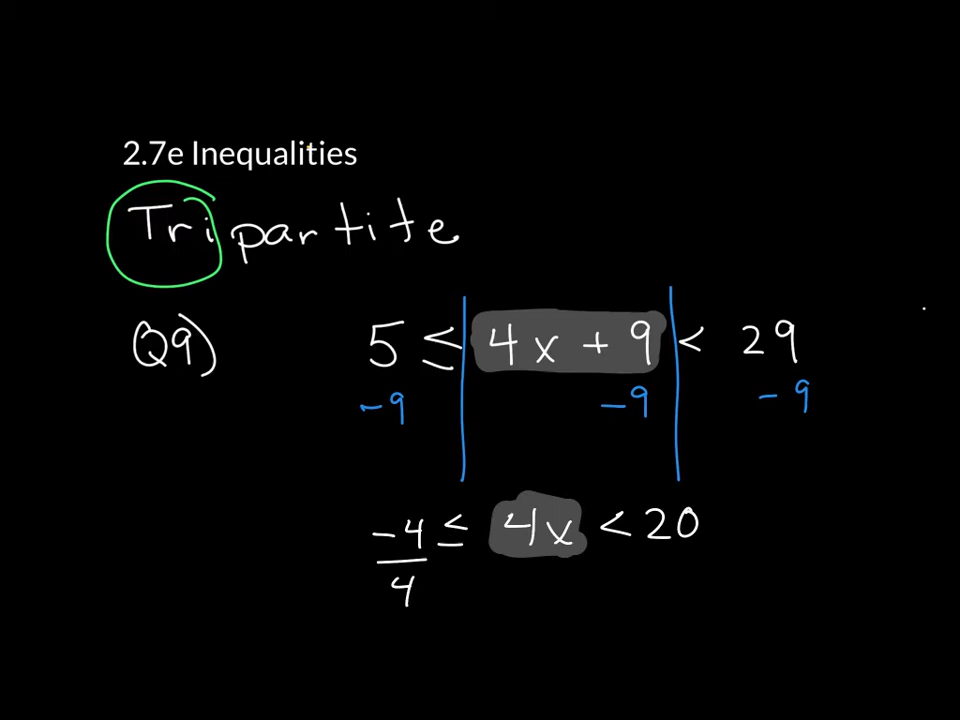 2.7e Inequalities
Tripartite
Q9) 5 ≤ 4x + 9 < 29
-9 -9 -9
-4 ≤ 4x < 20
4